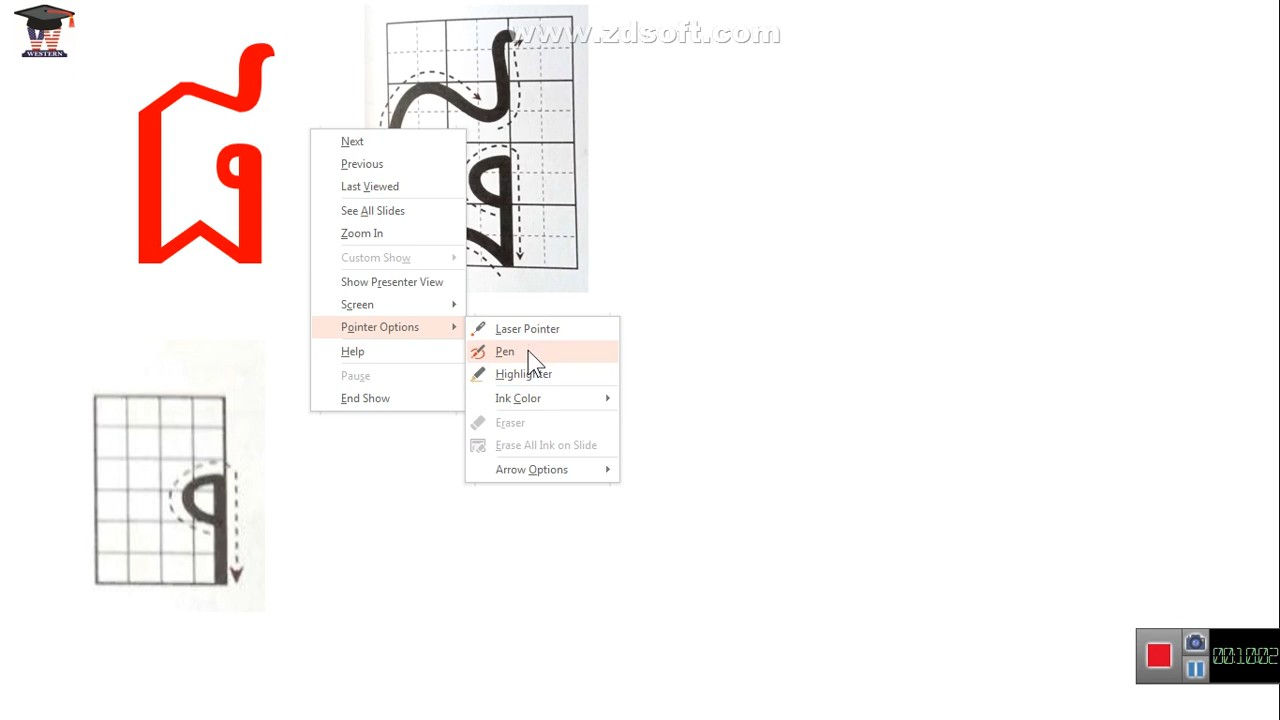 WESTERN
www.zdsoft.com
ផ
Next
Previous
Last Viewed
See All Slides
Zoom In
Custom Show
Show Presenter View
Screen
Pointer Options
Help
Pause
End Show
Laser Pointer
Pen
Highlighter
Ink Color
Eraser
Erase All Ink on Slide
Arrow Options
00:10:02